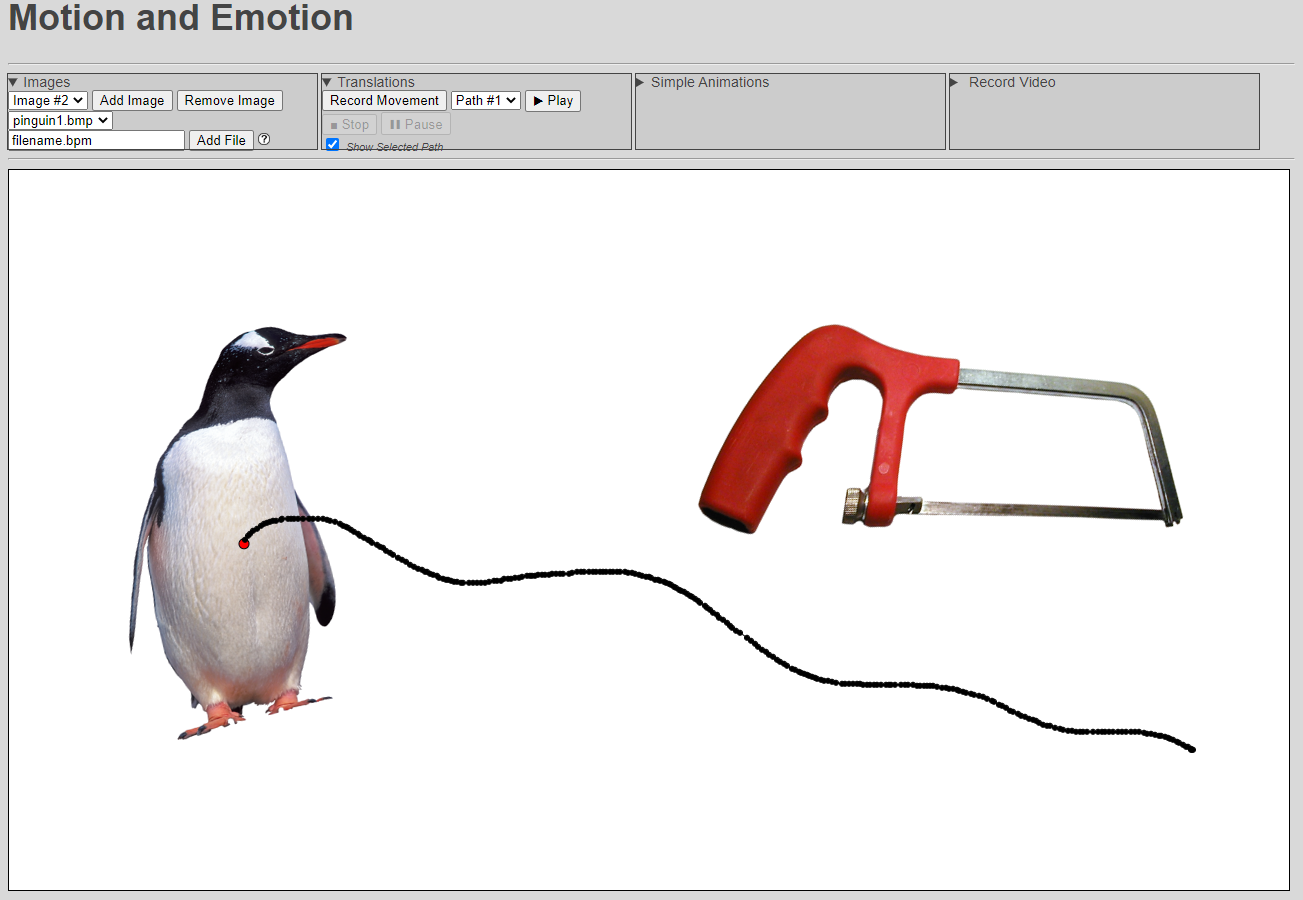 Motion and Emotion
▼ Images
Image #2 Add Image Remove Image
pinguin1.bmp
filename.bpm Add File ?
▼ Translations
Record Movement Path #1 ▶ Play
■ Stop ▮▮ Pause
Show Selected Path
▶ Simple Animations
▶ Record Video